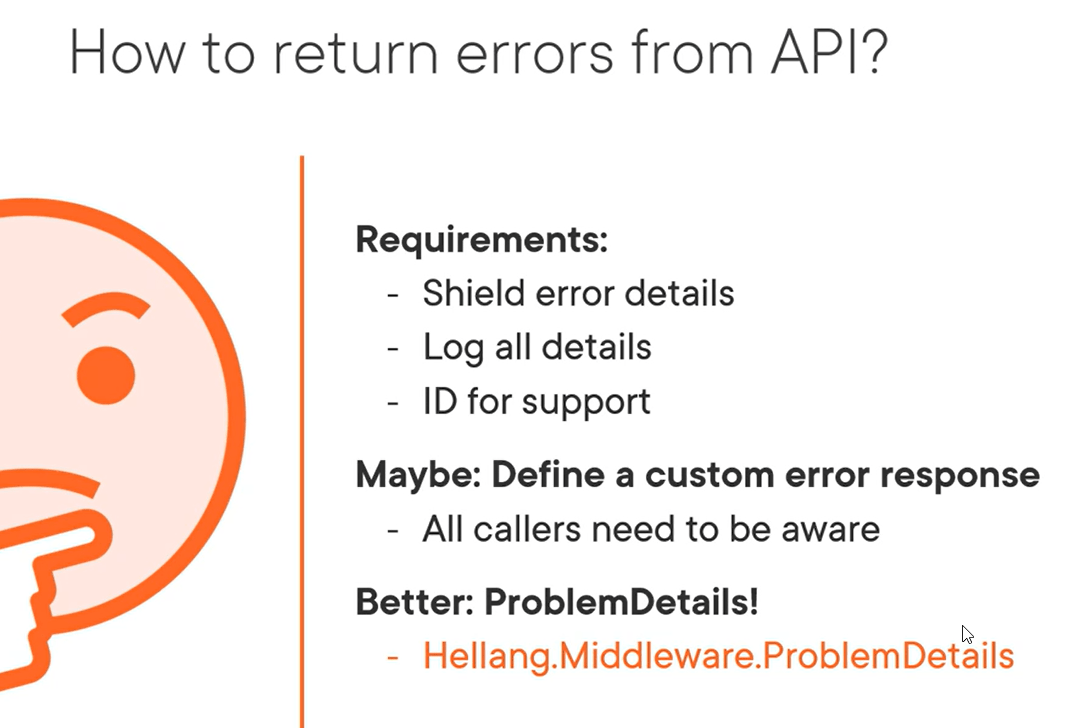 How to return errors from API?
Requirements:
- Shield error details
- Log all details
- ID for support
Maybe: Define a custom error response
- All callers need to be aware
Better: ProblemDetails!
- Hellang.Middleware.ProblemDetails